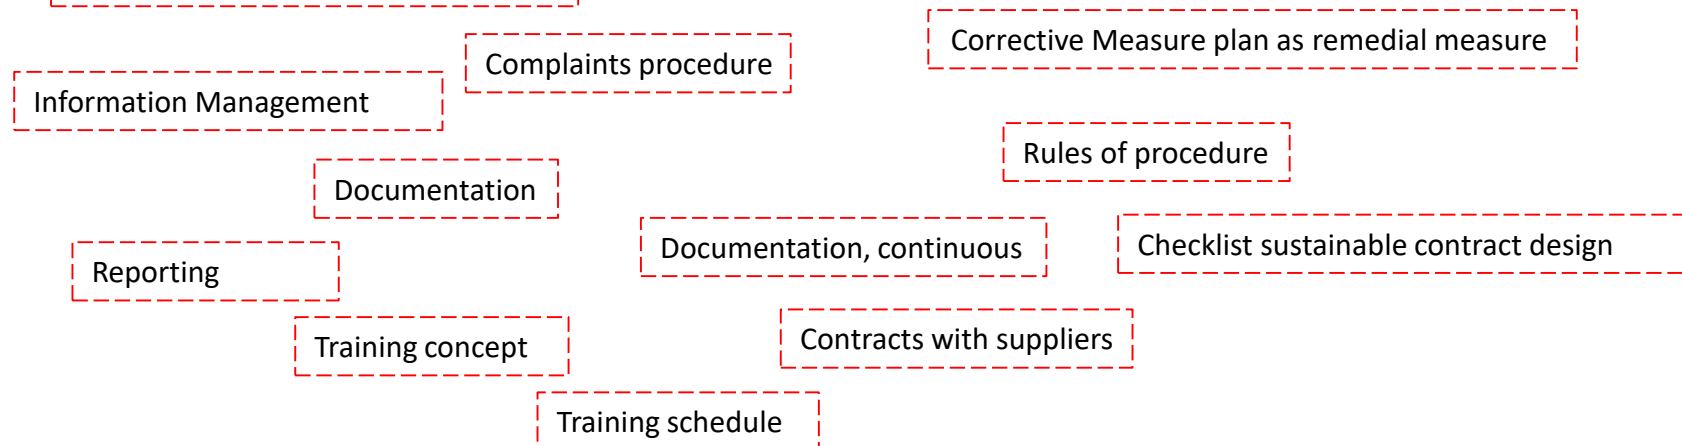 Corrective Measure plan as remedial measure
Complaints procedure
Information Management
Rules of procedure
Documentation
Documentation, continuous
Checklist sustainable contract design
Reporting
Contracts with suppliers
Training concept
Training schedule